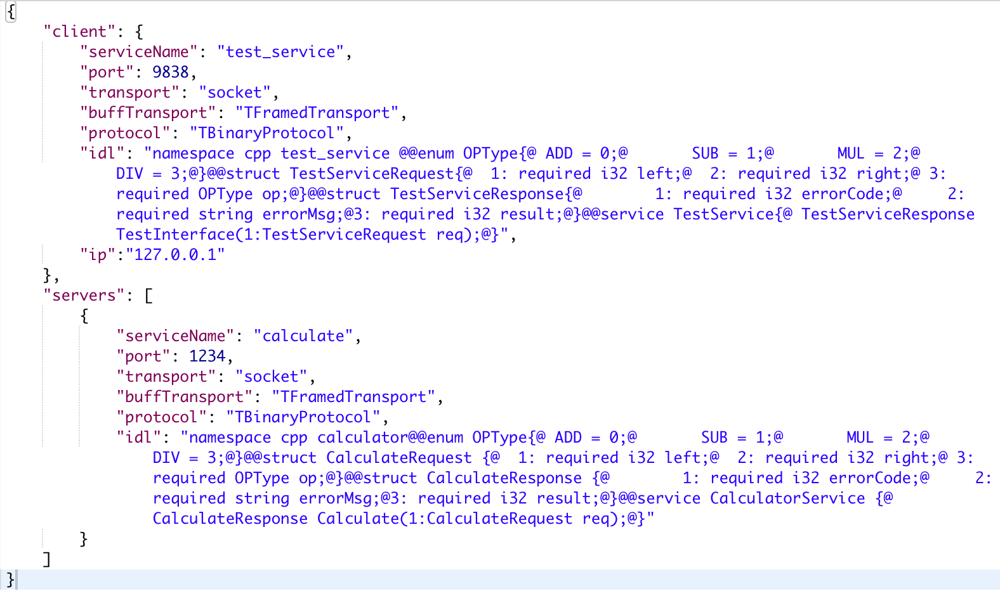 {
    "client": {
        "serviceName": "test_service",
        "port": 9838,
        "transport": "socket",
        "buffTransport": "TFramedTransport",
        "protocol": "TBinaryProtocol",
        "idl": "namespace cpp test_service @@enum OPType{@ ADD = 0;@       SUB = 1;@       MUL = 2;@
            DIV = 3;@}@@struct TestServiceRequest{@  1: required i32 left;@  2: required i32 right;@ 3:
            required OPType op;@}@@struct TestServiceResponse{@        1: required i32 errorCode;@     2:
            required string errorMsg;@3: required i32 result;@}@@service TestService{@ TestServiceResponse
            TestInterface(1:TestServiceRequest req);@}",
        "ip":"127.0.0.1"
    },
    "servers": [
        {
            "serviceName": "calculate",
            "port": 1234,
            "transport": "socket",
            "buffTransport": "TFramedTransport",
            "protocol": "TBinaryProtocol",
            "idl": "namespace cpp calculator@@enum OPType{@ ADD = 0;@       SUB = 1;@       MUL = 2;@
                DIV = 3;@}@@struct CalculateRequest {@  1: required i32 left;@  2: required i32 right;@ 3:
                required OPType op;@}@@struct CalculateResponse {@        1: required i32 errorCode;@     2:
                required string errorMsg;@3: required i32 result;@}@@service CalculatorService {@
                CalculateResponse Calculate(1:CalculateRequest req);@}"
        }
    ]
}